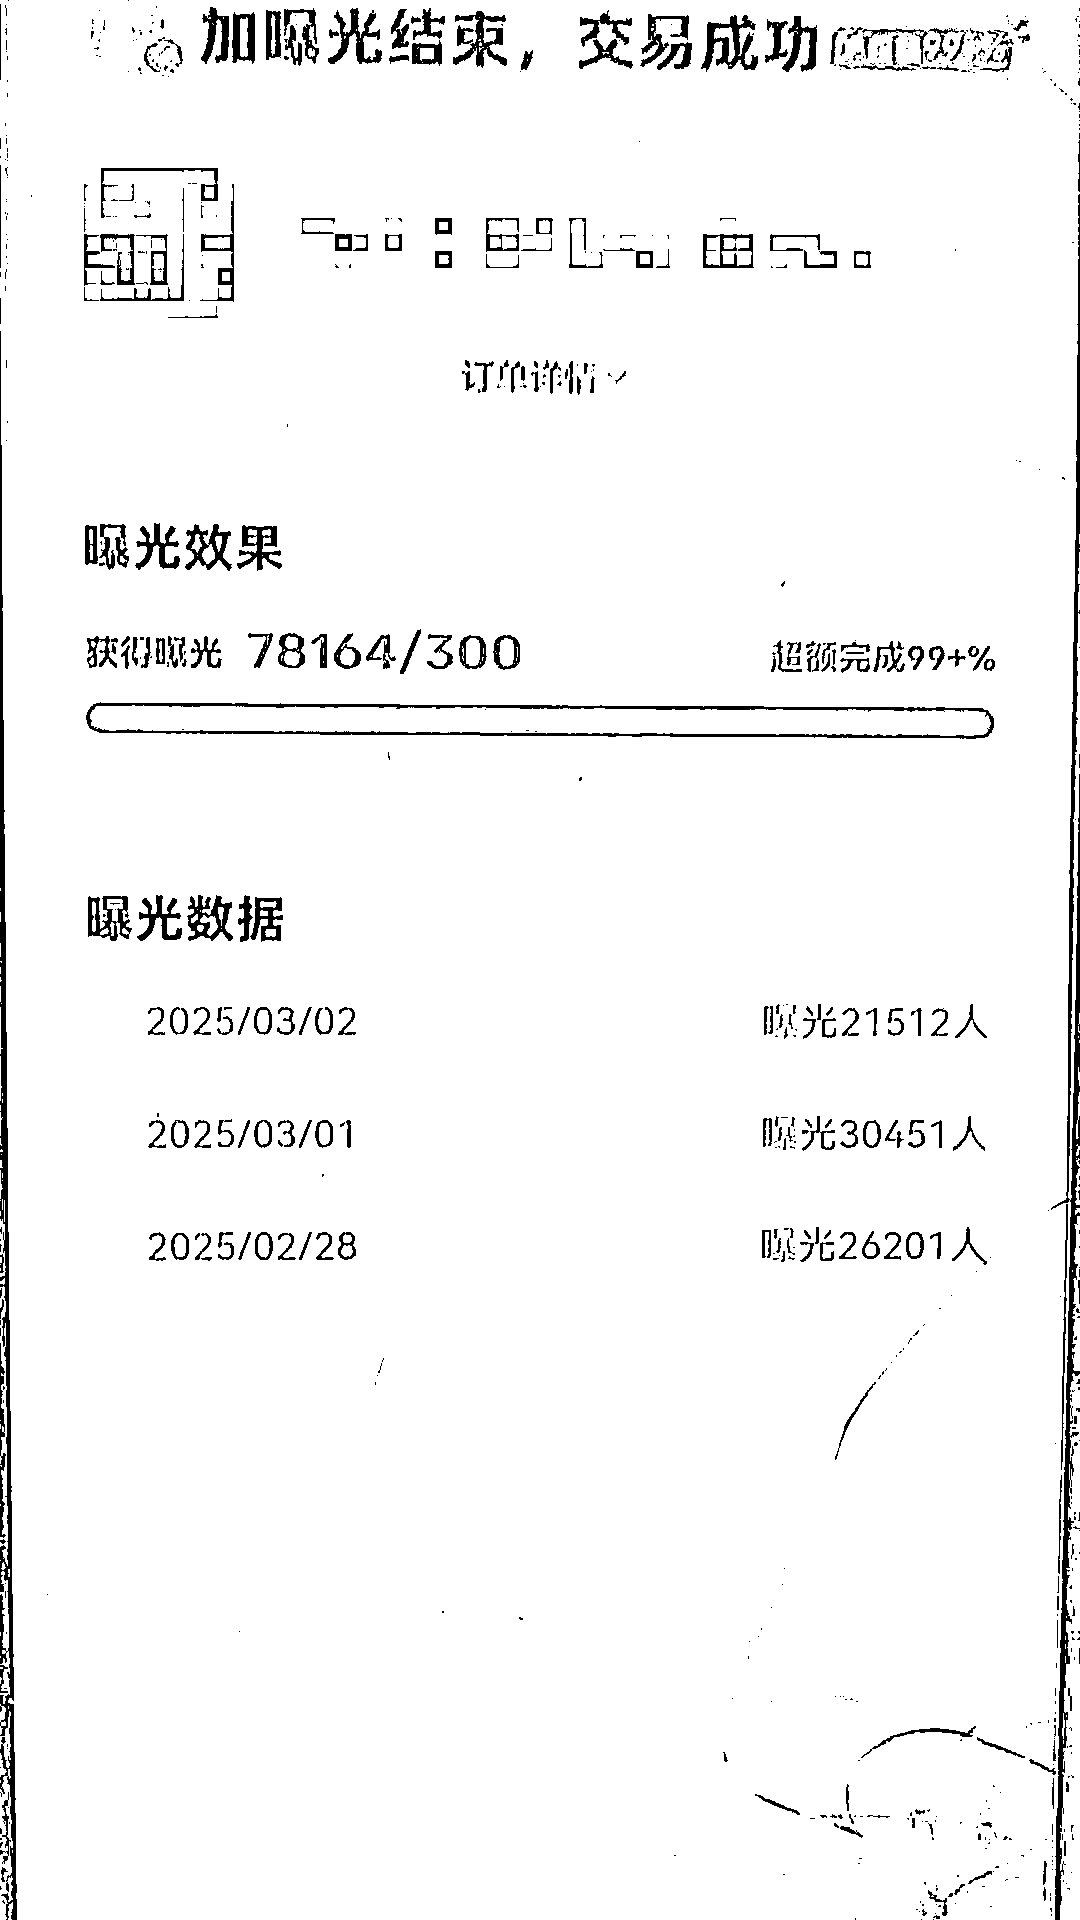 加曝光结束，交易成功
订单详情
曝光效果
获得曝光 78164/300 超额完成99+%
曝光数据
2025/03/02 曝光21512人
2025/03/01 曝光30451人
2025/02/28 曝光26201人